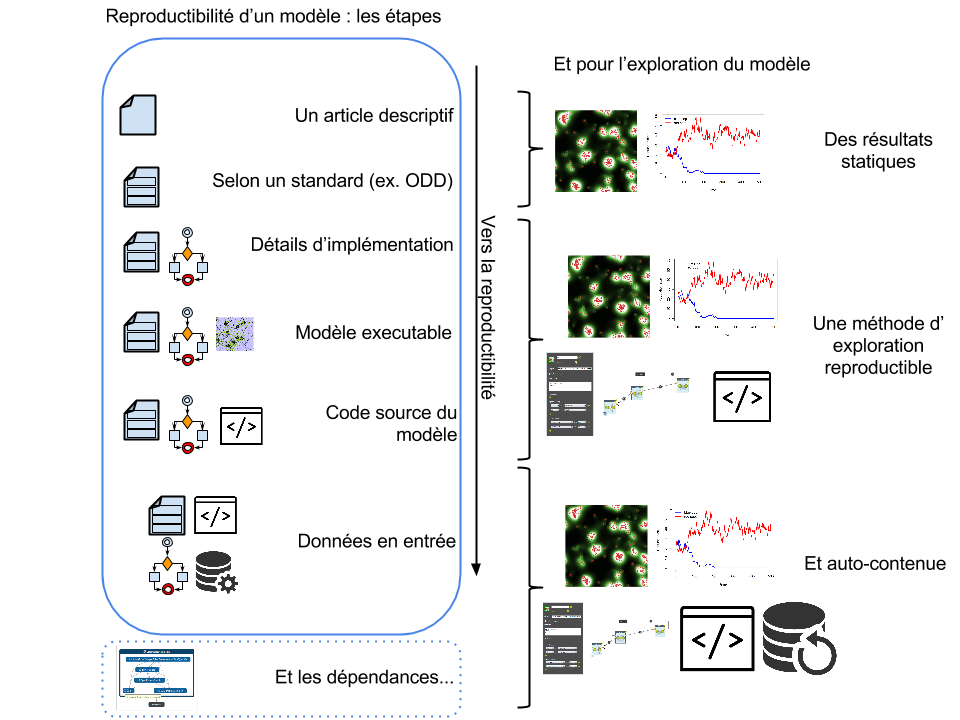 Reproductibilité d’un modèle : les étapes
Un article descriptif
Selon un standard (ex. ODD)
Détails d’implémentation
Modèle executable
Code source du
modèle
</>
Données en entrée
</>
Et les dépendances...
Vers la reproductibilité
Et pour l’exploration du modèle
Des résultats
statiques
Une méthode d’
exploration
reproductible
</>
Et auto-contenue
</>